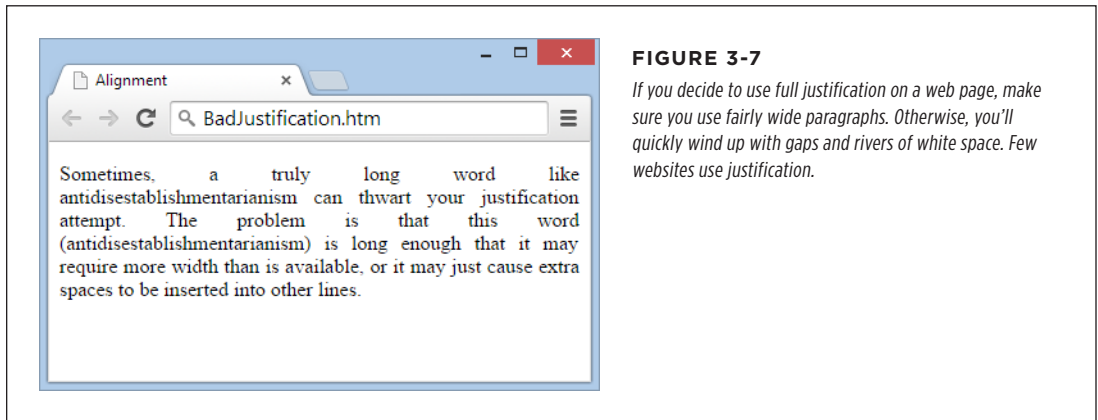 Alignment
BadJustification.htm
Sometimes, a truly long word like
antidisestablishmentarianism can thwart your justification
attempt. The problem is that this word
(antidisestablishmentarianism) is long enough that it may
require more width than is available, or it may just cause extra
spaces to be inserted into other lines.
FIGURE 3-7
If you decide to use full justification on a web page, make
sure you use fairly wide paragraphs. Otherwise, you'll
quickly wind up with gaps and rivers of white space. Few
websites use justification.